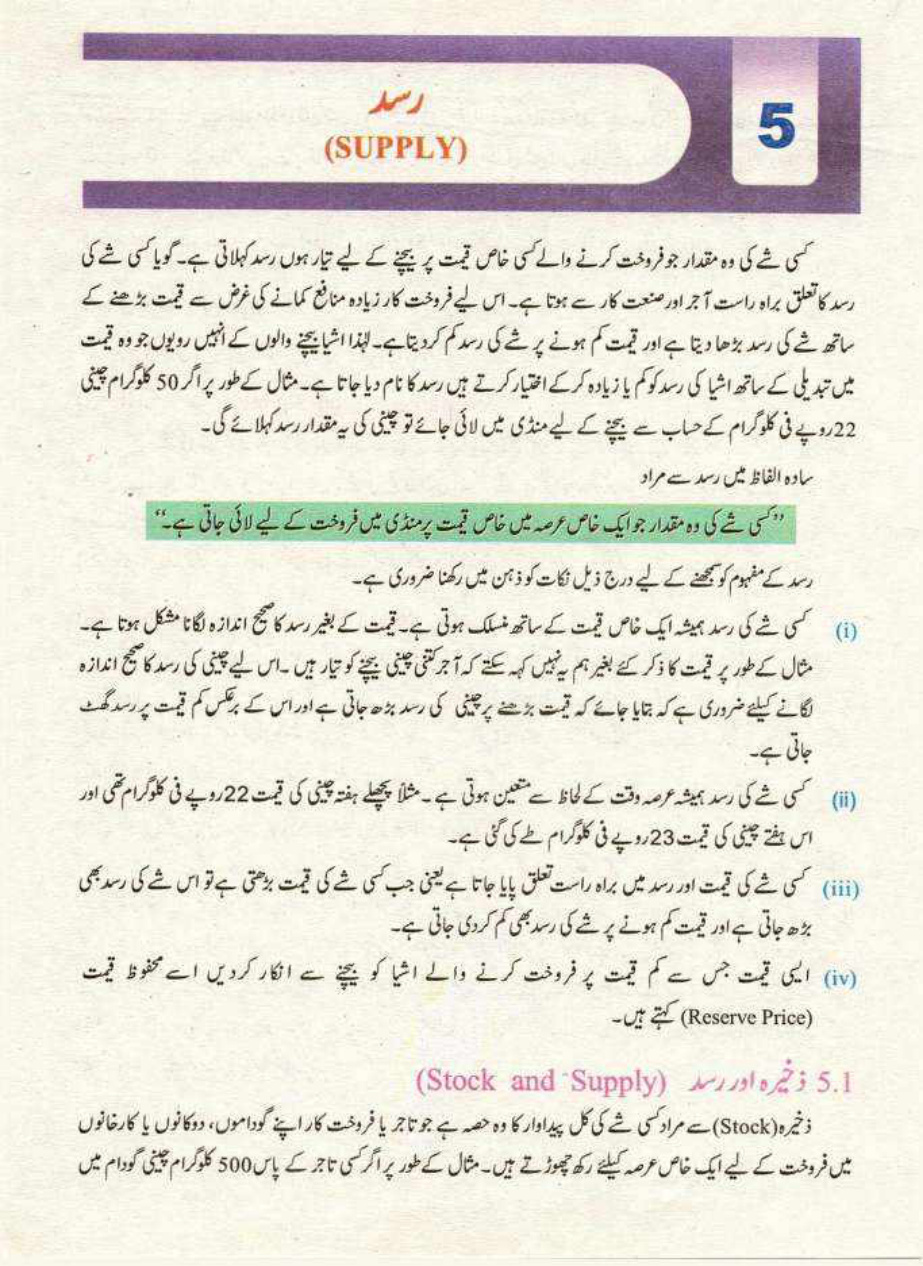 رسد
(SUPPLY)
5
کسی شے کی وہ مقدار جو فروخت کرنے والے کسی خاص قیمت پر بیچنے کے لیے تیار ہوں رسد کہلاتی ہے۔ گویا کسی شے کی
رسد کا تعلق براہ راست آجر اور صنعت کار سے ہوتا ہے۔ اس لیے فروخت کار زیادہ منافع کمانے کی غرض سے قیمت بڑھنے کے
ساتھ شے کی رسد بڑھا دیتا ہے اور قیمت کم ہونے پر شے کی رسد کم کر دیتا ہے۔ لہٰذا اشیا بیچنے والوں کے انہیں رویوں جو وہ قیمت
میں تبدیلی کے ساتھ اشیا کی رسد کو کم یا زیادہ کر کے اختیار کرتے ہیں رسد کا نام دیا جاتا ہے۔ مثال کے طور پر اگر 50 کلوگرام چینی
22 روپے فی کلوگرام کے حساب سے بیچنے کے لیے منڈی میں لائی جائے تو چینی کی یہ مقدار رسد کہلائے گی۔
سادہ الفاظ میں رسد سے مراد
”کسی شے کی وہ مقدار جو ایک خاص عرصہ میں خاص قیمت پر منڈی میں فروخت کے لیے لائی جاتی ہے۔“
رسد کے مفہوم کو سمجھنے کے لیے درج ذیل نکات کو ذہن میں رکھنا ضروری ہے۔
(i) کسی شے کی رسد ہمیشہ ایک خاص قیمت کے ساتھ منسلک ہوتی ہے۔ قیمت کے بغیر رسد کا صحیح اندازہ لگانا مشکل ہوتا ہے۔
مثال کے طور پر قیمت کا ذکر کئے بغیر ہم یہ نہیں کہہ سکتے کہ آجر کتنی چینی بیچنے کو تیار ہیں۔ اس لیے چینی کی رسد کا صحیح اندازہ
لگانے کیلئے ضروری ہے کہ بتایا جائے کہ قیمت بڑھنے پر چینی کی رسد بڑھ جاتی ہے اور اس کے برعکس کم قیمت پر رسد گھٹ
جاتی ہے۔
(ii) کسی شے کی رسد ہمیشہ عرصہ وقت کے لحاظ سے متعین ہوتی ہے۔ مثلاً پچھلے ہفتہ چینی کی قیمت 22 روپے فی کلوگرام تھی اور
اس ہفتے چینی کی قیمت 23 روپے فی کلوگرام طے کی گئی ہے۔
(iii) کسی شے کی قیمت اور رسد میں براہ راست تعلق پایا جاتا ہے یعنی جب کسی شے کی قیمت بڑھتی ہے تو اس شے کی رسد بھی
بڑھ جاتی ہے اور قیمت کم ہونے پر شے کی رسد بھی کم کر دی جاتی ہے۔
(iv) ایسی قیمت جس سے کم قیمت پر فروخت کرنے والے اشیا کو بیچنے سے انکار کر دیں اسے محفوظ قیمت
(Reserve Price) کہتے ہیں۔
5.1 ذخیرہ اور رسد (Stock and Supply)
ذخیرہ (Stock) سے مراد کسی شے کی کل پیداوار کا وہ حصہ ہے جو تاجر یا فروخت کار اپنے گوداموں، دوکانوں یا کارخانوں
میں فروخت کے لیے ایک خاص عرصہ کیلئے رکھ چھوڑتے ہیں۔ مثال کے طور پر اگر کسی تاجر کے پاس 500 کلوگرام چینی گودام میں